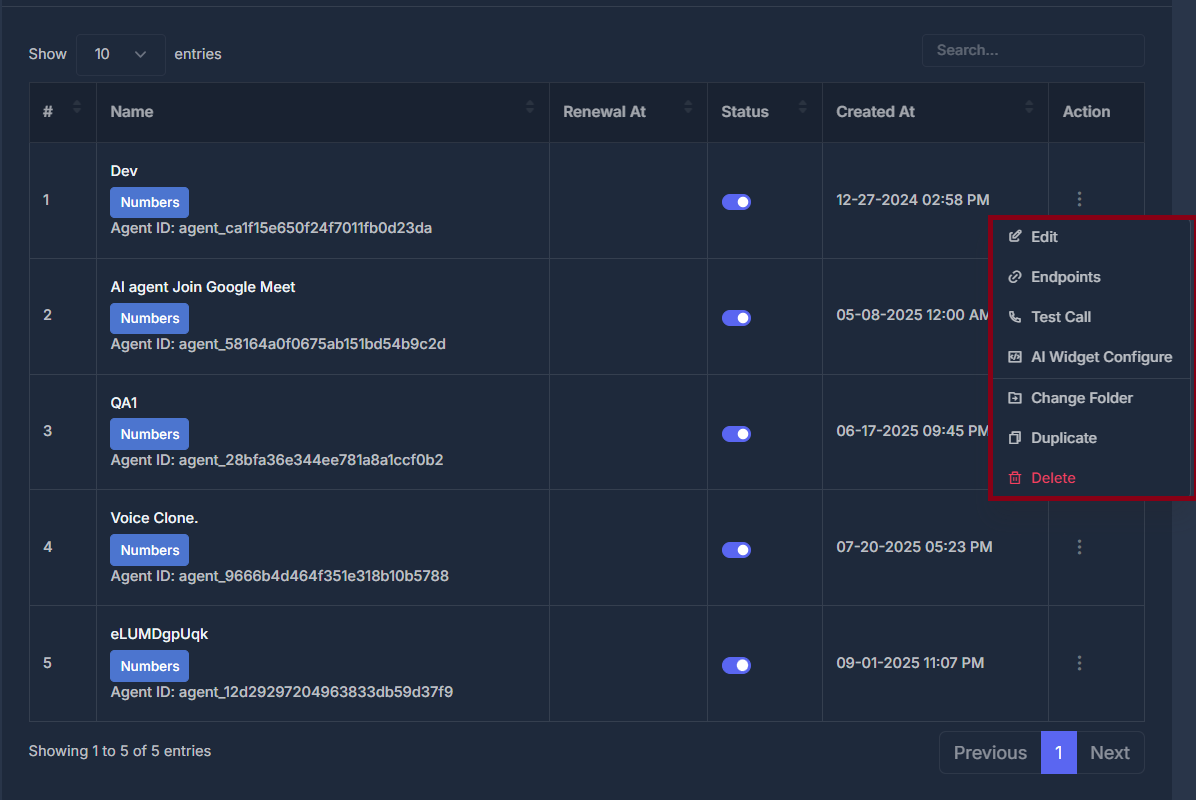 Show 10 entries
Search...
# Name Renewal At Status Created At Action
Dev
1 Numbers 12-27-2024 02:58 PM
Agent ID: agent_ca1f15e650f24f7011fb0d23da
Edit
Endpoints
Test Call
AI Widget Configure
Change Folder
Duplicate
Delete
AI agent Join Google Meet
2 Numbers 05-08-2025 12:00 AM
Agent ID: agent_58164a0f0675ab151bd54b9c2d
QA1
3 Numbers 06-17-2025 09:45 PM
Agent ID: agent_28bfa36e344ee781a8a1ccf0b2
Voice Clone.
4 Numbers 07-20-2025 05:23 PM
Agent ID: agent_9666b4d464f351e318b10b5788
eLUMDgpUqk
5 Numbers 09-01-2025 11:07 PM
Agent ID: agent_12d29297204963833db59d37f9
Showing 1 to 5 of 5 entries
Previous 1 Next